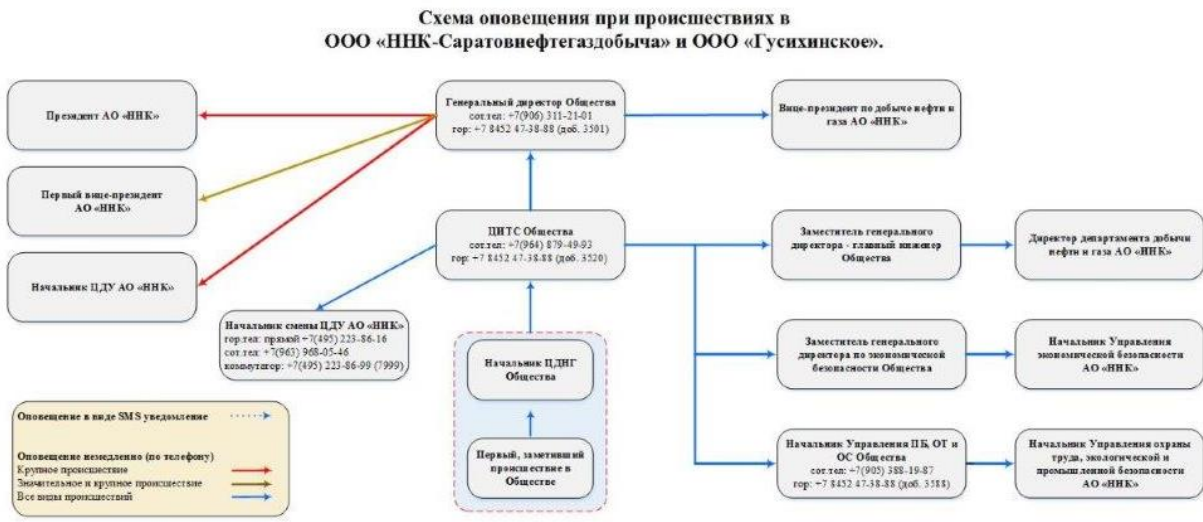 Схема оповещения при происшествиях в
ООО «ННК-Саратовнефтегаздобыча» и ООО «Гусихинское».
Президент АО «ННК»
Генеральный директор Общества
сот.тел: +7(906) 311-21-01
гор: +7 8452 47-38-88 (доб. 3501)
Вице-президент по добыче нефти и
газа АО «ННК»
Первый вице-президент
АО «ННК»
ЦИТС Общества
сот.тел: +7(964) 879-49-93
гор: +7 8452 47-38-88 (доб. 3520)
Заместитель генерального
директора - главный инженер
Общества
Директор департамента добычи
нефти и газа АО «ННК»
Начальник ЦДУ АО «ННК»
Начальник смены ЦДУ АО «ННК»
гор.тел: прямой +7(495) 223-86-16
сот.тел: +7(963) 968-05-46
коммутатор: +7(495) 223-86-99 (7999)
Начальник ЦДНГ
Общества
Заместитель генерального
директора по экономической
безопасности Общества
Начальник Управления
экономической безопасности
АО «ННК»
Первый, заметивший
происшествие в
Обществе
Начальник Управления ПБ, ОТ и
ОС Общества
сот.тел: +7(905) 388-19-87
гор: +7 8452 47-38-88 (доб. 3588)
Начальник Управления охраны
труда, экологической и
промышленной безопасности
АО «ННК»
Оповещение в виде SMS уведомление
Оповещение немедленно (по телефону)
Крупное происшествие
Значительное и крупное происшествие
Все виды происшествий